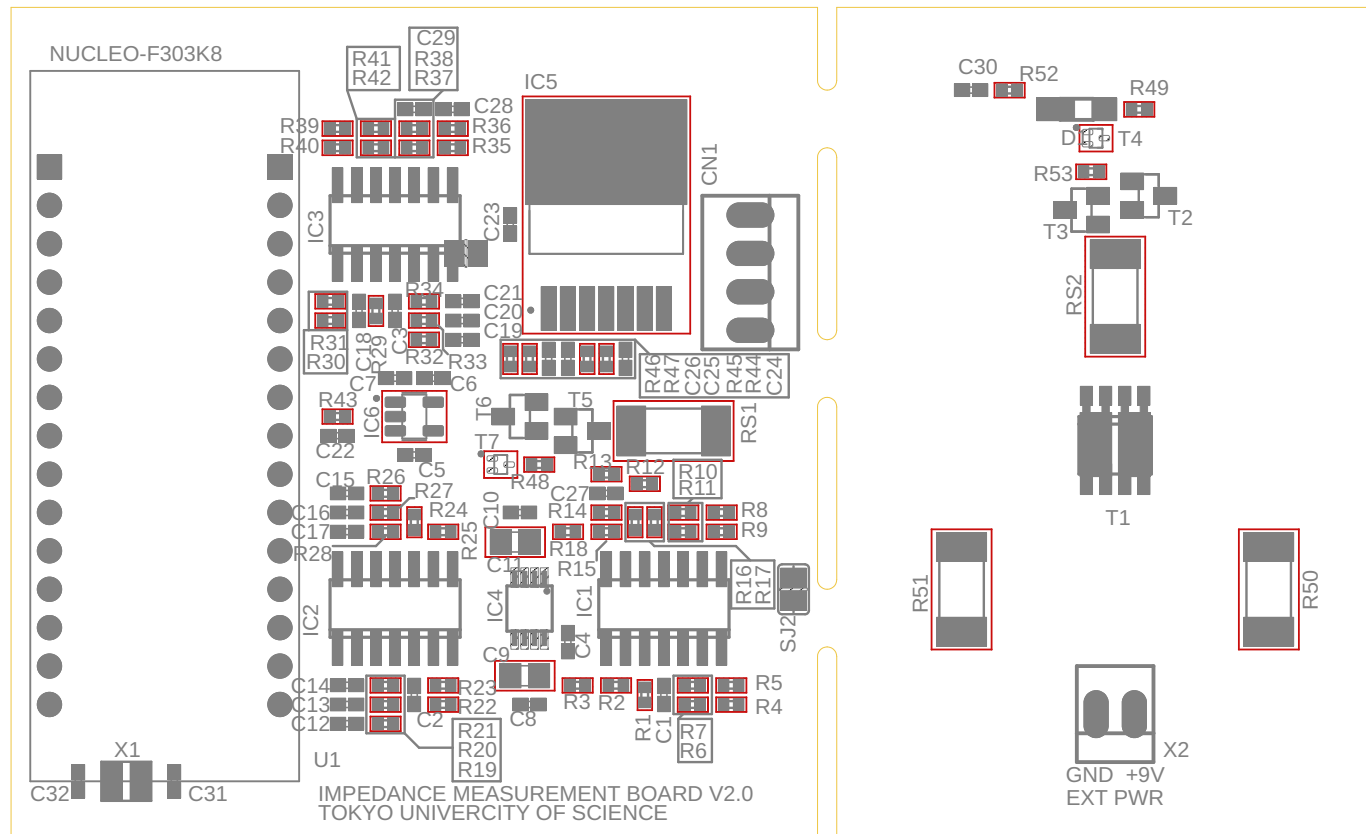 NUCLEO-F303K8
R41
R42
C29
R38
R37
IC5
C28
R39
R36
R40
R35
CN1
IC3
C23
R34
C21
C20
C19
R31
R30
C18
R29
C3
R32
R33
R46
R47
C26
C25
R45
R44
C24
C7
C6
R43
IC6
T6
T5
RS1
C22
C5
T7
R48
R13
R12
R10
R11
C15
R26
R27
C16
C17
R24
R25
R28
C10
C27
R14
R8
R9
R18
R15
C11
R16
R17
IC2
IC4
IC1
C4
SJ2
C9
C14
R23
C13
R22
C12
C2
R21
R20
R19
C8
R3
R2
R1
C1
R5
R4
R7
R6
U1
X1
C32
C31
IMPEDANCE MEASUREMENT BOARD V2.0
TOKYO UNIVERCITY OF SCIENCE
C30
R52
R49
T4
R53
T3
T2
RS2
T1
R51
R50
X2
GND +9V
EXT PWR